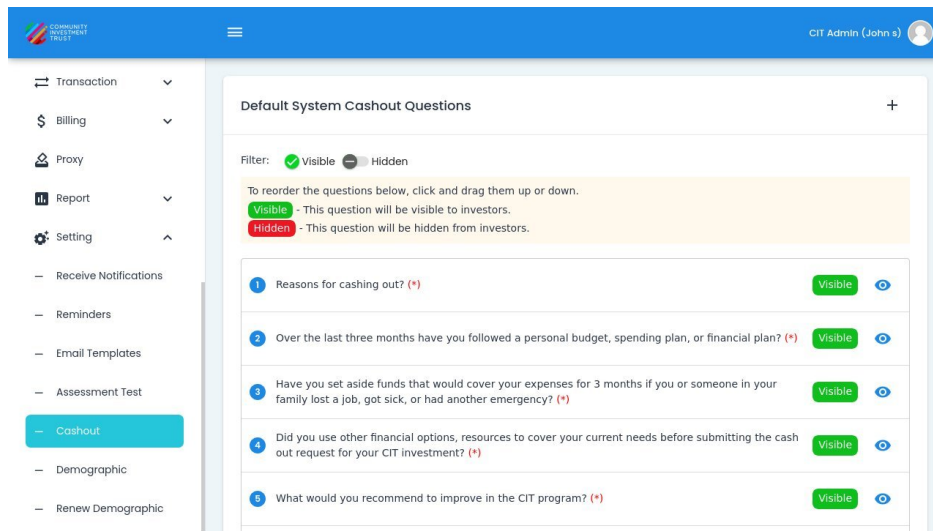 COMMUNITY
INVESTMENT
TRUST
CIT Admin (John s)
Transaction
Billing
Proxy
Report
Setting
Receive Notifications
Reminders
Email Templates
Assessment Test
Cashout
Demographic
Renew Demographic
Default System Cashout Questions
Filter: Visible Hidden
To reorder the questions below, click and drag them up or down.
Visible - This question will be visible to investors.
Hidden - This question will be hidden from investors.
1 Reasons for cashing out? (*) Visible
2 Over the last three months have you followed a personal budget, spending plan, or financial plan? (*) Visible
3 Have you set aside funds that would cover your expenses for 3 months if you or someone in your
family lost a job, got sick, or had another emergency? (*) Visible
4 Did you use other financial options, resources to cover your current needs before submitting the cash
out request for your CIT investment? (*) Visible
5 What would you recommend to improve in the CIT program? (*) Visible